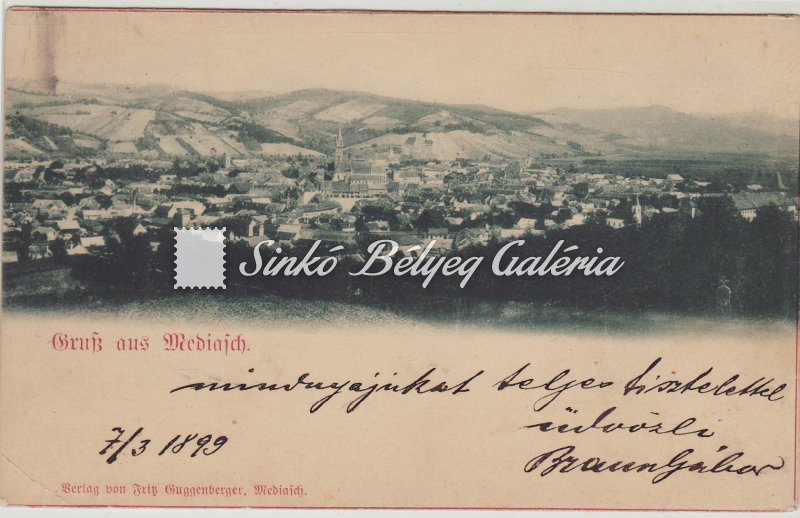 Sinkó Bélyeg Galéria
Gruß aus Mediasch.
mindnyájukat teljes tisztelettel
üdvözli
7/3 1899
Braun Gábor
Verlag von Fritz Guggenberger, Mediasch.